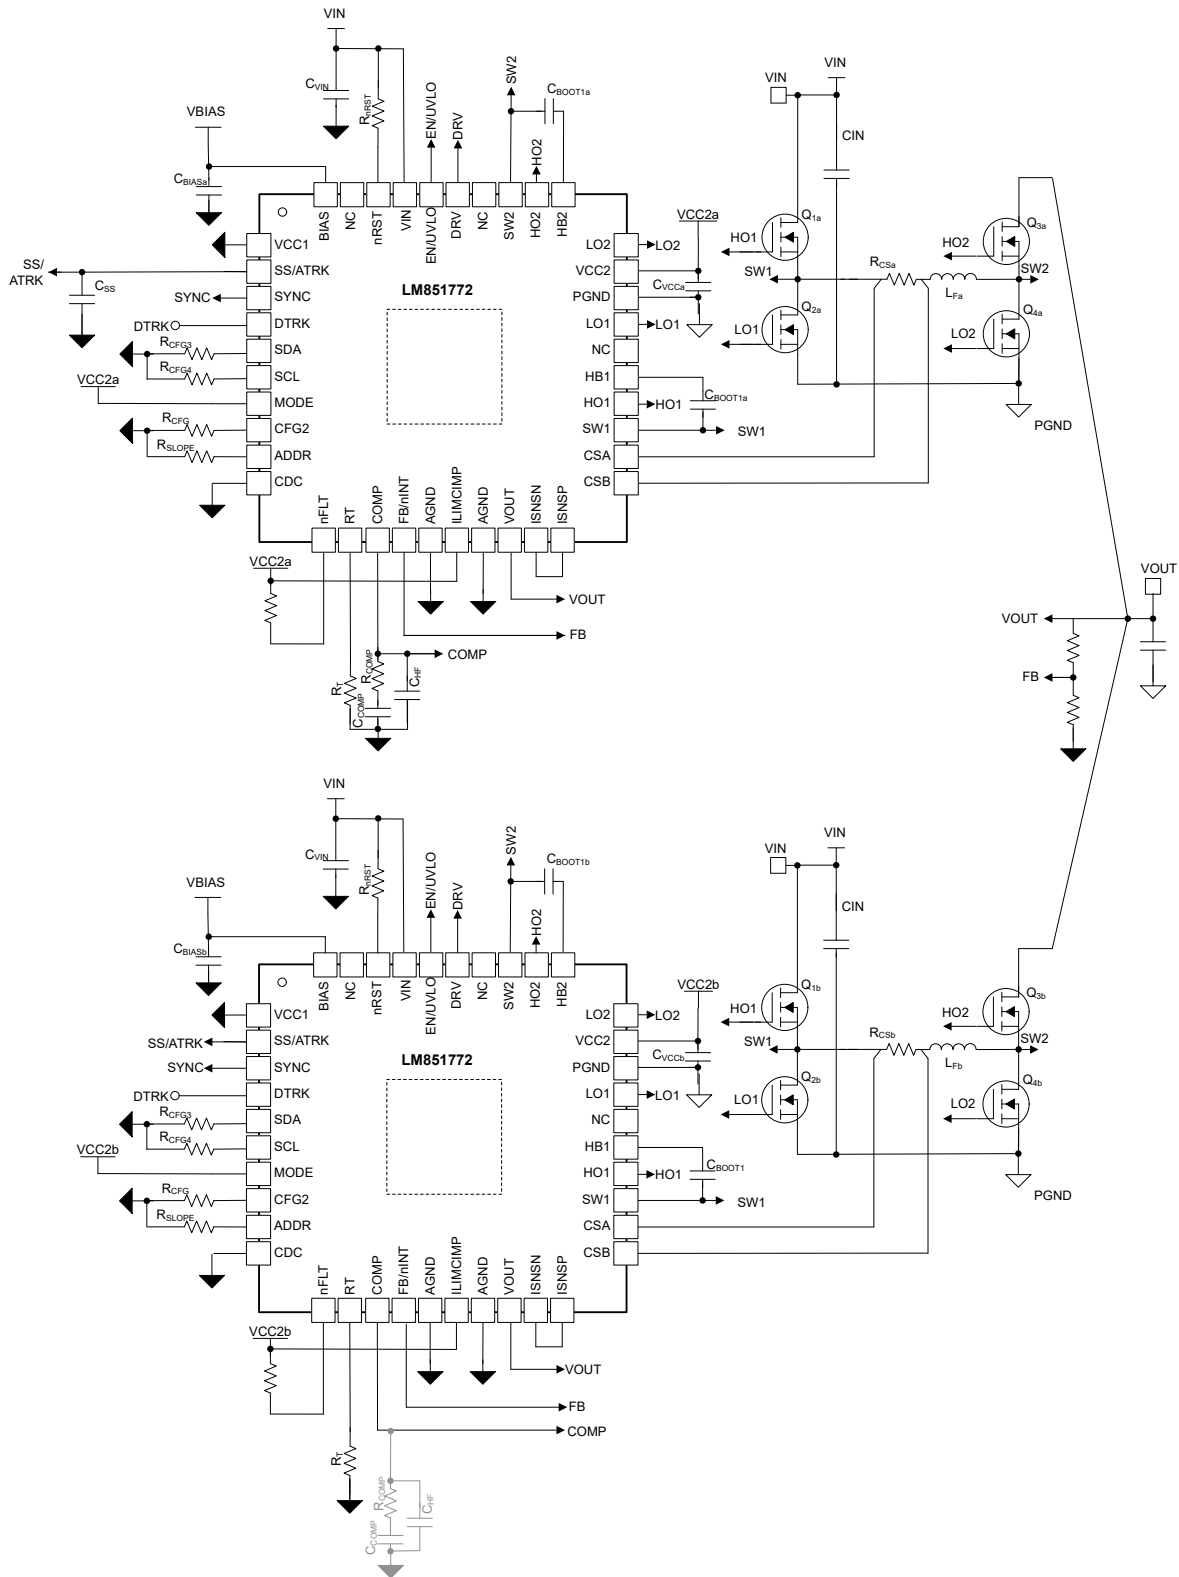 VIN
CVIN
RnRST
EN/UVLO
DRV
SW2
CBOOT1a
HO2
VBIAS
CBIASa
BIAS
NC
nRST
VIN
EN/UVLO
DRV
NC
SW2
HO2
HB2
VCC1
SS/ATRK
SYNC
DTRK
SDA
SCL
MODE
CFG2
ADDR
CDC
SS/
ATRK
CSS
SYNC
DTRK
RCFG3
RCFG4
VCC2a
RCFG
RSLOPE
LM851772
LO2
VCC2
PGND
LO1
NC
HB1
HO1
SW1
CSA
CSB
LO2
VCC2a
CVCCa
LO1
CBOOT1a
HO1
SW1
nFLT
RT
COMP
FB/nINT
AGND
ILIMCIMP
AGND
VOUT
ISNSN
ISNSP
VCC2a
VOUT
FB
COMP
RT
RCOMP
CCOMP
CHF
VIN
VIN
CIN
Q1a
HO1
SW1
Q2a
LO1
RCSa
LFa
Q3a
HO2
SW2
Q4a
LO2
PGND
VOUT
VOUT
FB
VIN
CVIN
RnRST
EN/UVLO
DRV
SW2
CBOOT1b
HO2
VBIAS
CBIASb
BIAS
NC
nRST
VIN
EN/UVLO
DRV
NC
SW2
HO2
HB2
VCC1
SS/ATRK
SYNC
DTRK
SDA
SCL
MODE
CFG2
ADDR
CDC
SS/ATRK
SYNC
DTRK
RCFG3
RCFG4
VCC2b
RCFG
RSLOPE
LM851772
LO2
VCC2
PGND
LO1
NC
HB1
HO1
SW1
CSA
CSB
LO2
VCC2b
CVCCb
LO1
CBOOT1
HO1
SW1
nFLT
RT
COMP
FB/nINT
AGND
ILIMCIMP
AGND
VOUT
ISNSN
ISNSP
VCC2b
VOUT
FB
COMP
RT
RCOMP
CCOMP
CHF
VIN
VIN
CIN
Q1b
HO1
SW1
Q2b
LO1
RCSb
LFb
Q3b
HO2
SW2
Q4b
LO2
PGND